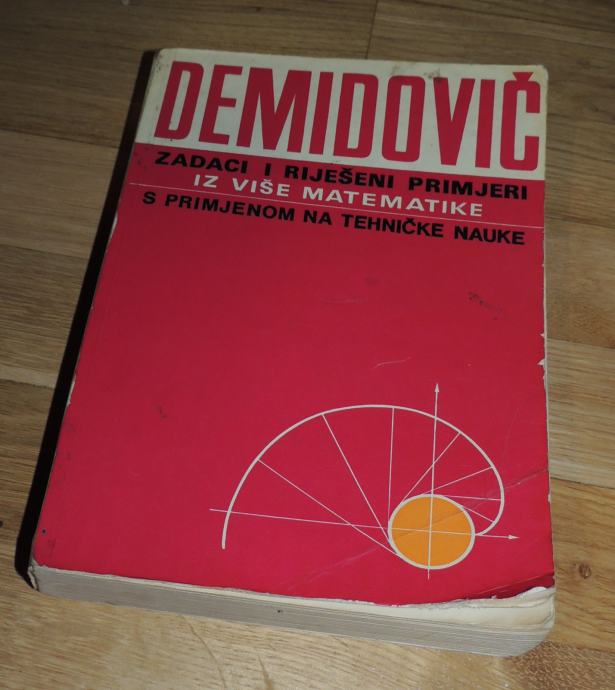 DEMIDOVIČ
ZADACI I RIJEŠENI PRIMJERI
IZ VIŠE MATEMATIKE
S PRIMJENOM NA TEHNIČKE NAUKE